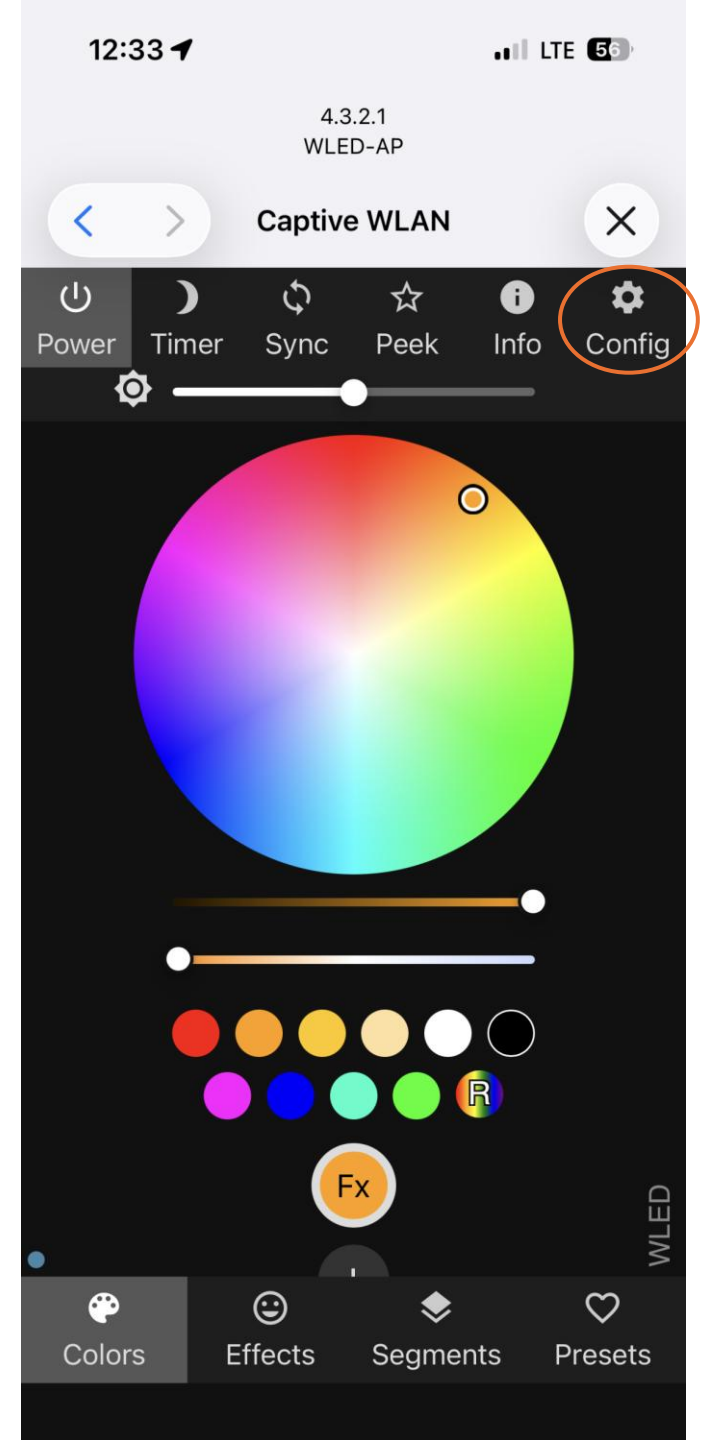 12:33 LTE 56
4.3.2.1
WLED-AP
Captive WLAN
Power Timer Sync Peek Info Config
R
Fx
WLED
Colors Effects Segments Presets